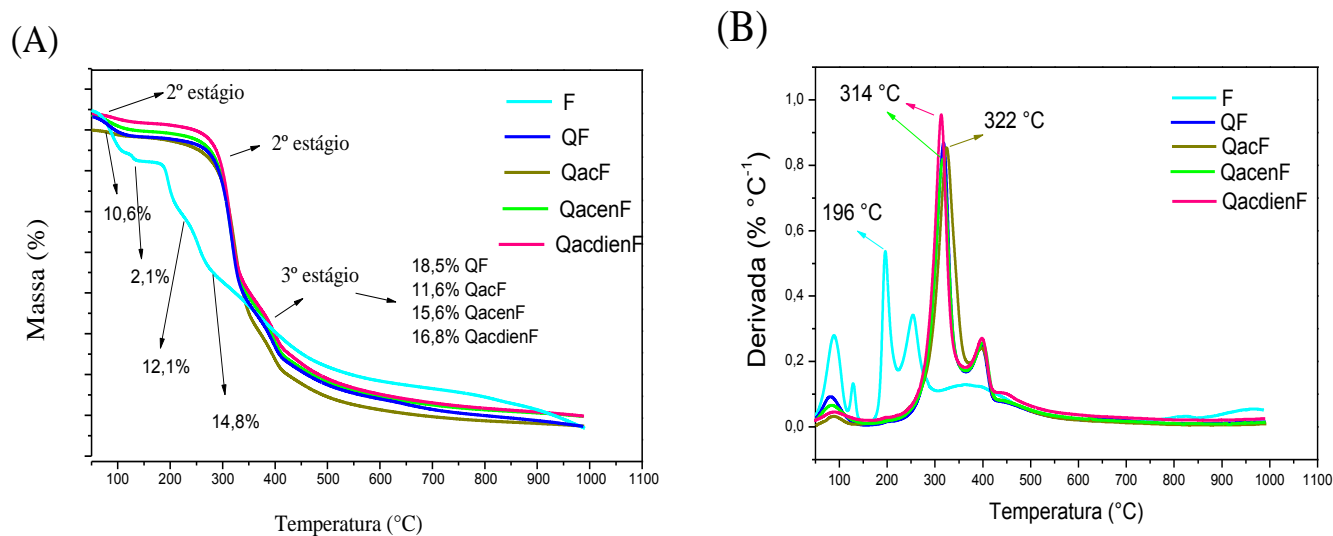 (A)
2º estágio
2º estágio
F
QF
QacF
QacenF
QacdienF
10,6%
2,1%
12,1%
14,8%
3º estágio
18,5% QF
11,6% QacF
15,6% QacenF
16,8% QacdienF
Massa (%)
100 200 300 400 500 600 700 800 900 1000 1100
Temperatura (°C)
(B)
1,0
0,8
0,6
0,4
0,2
0,0
314 °C
322 °C
196 °C
F
QF
QacF
QacenF
QacdienF
Derivada (% °C⁻¹)
100 200 300 400 500 600 700 800 900 1000 1100
Temperatura (°C)